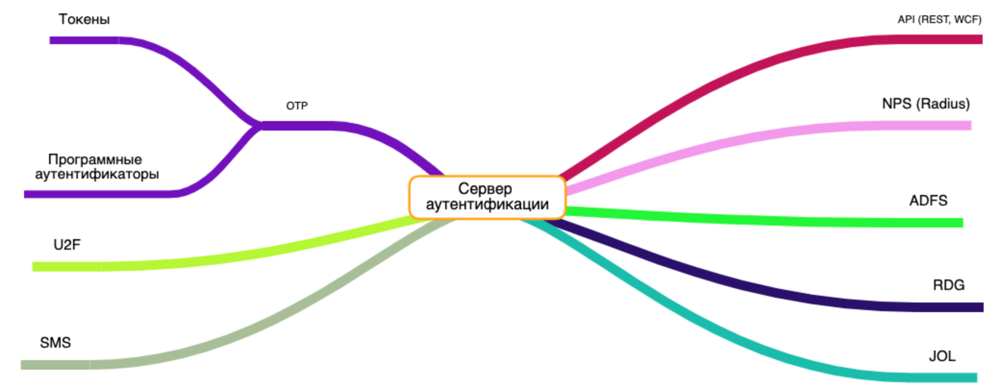 Токены
API (REST, WCF)
OTP
NPS (Radius)
Программные
аутентификаторы
Сервер
аутентификации
ADFS
U2F
RDG
SMS
JOL